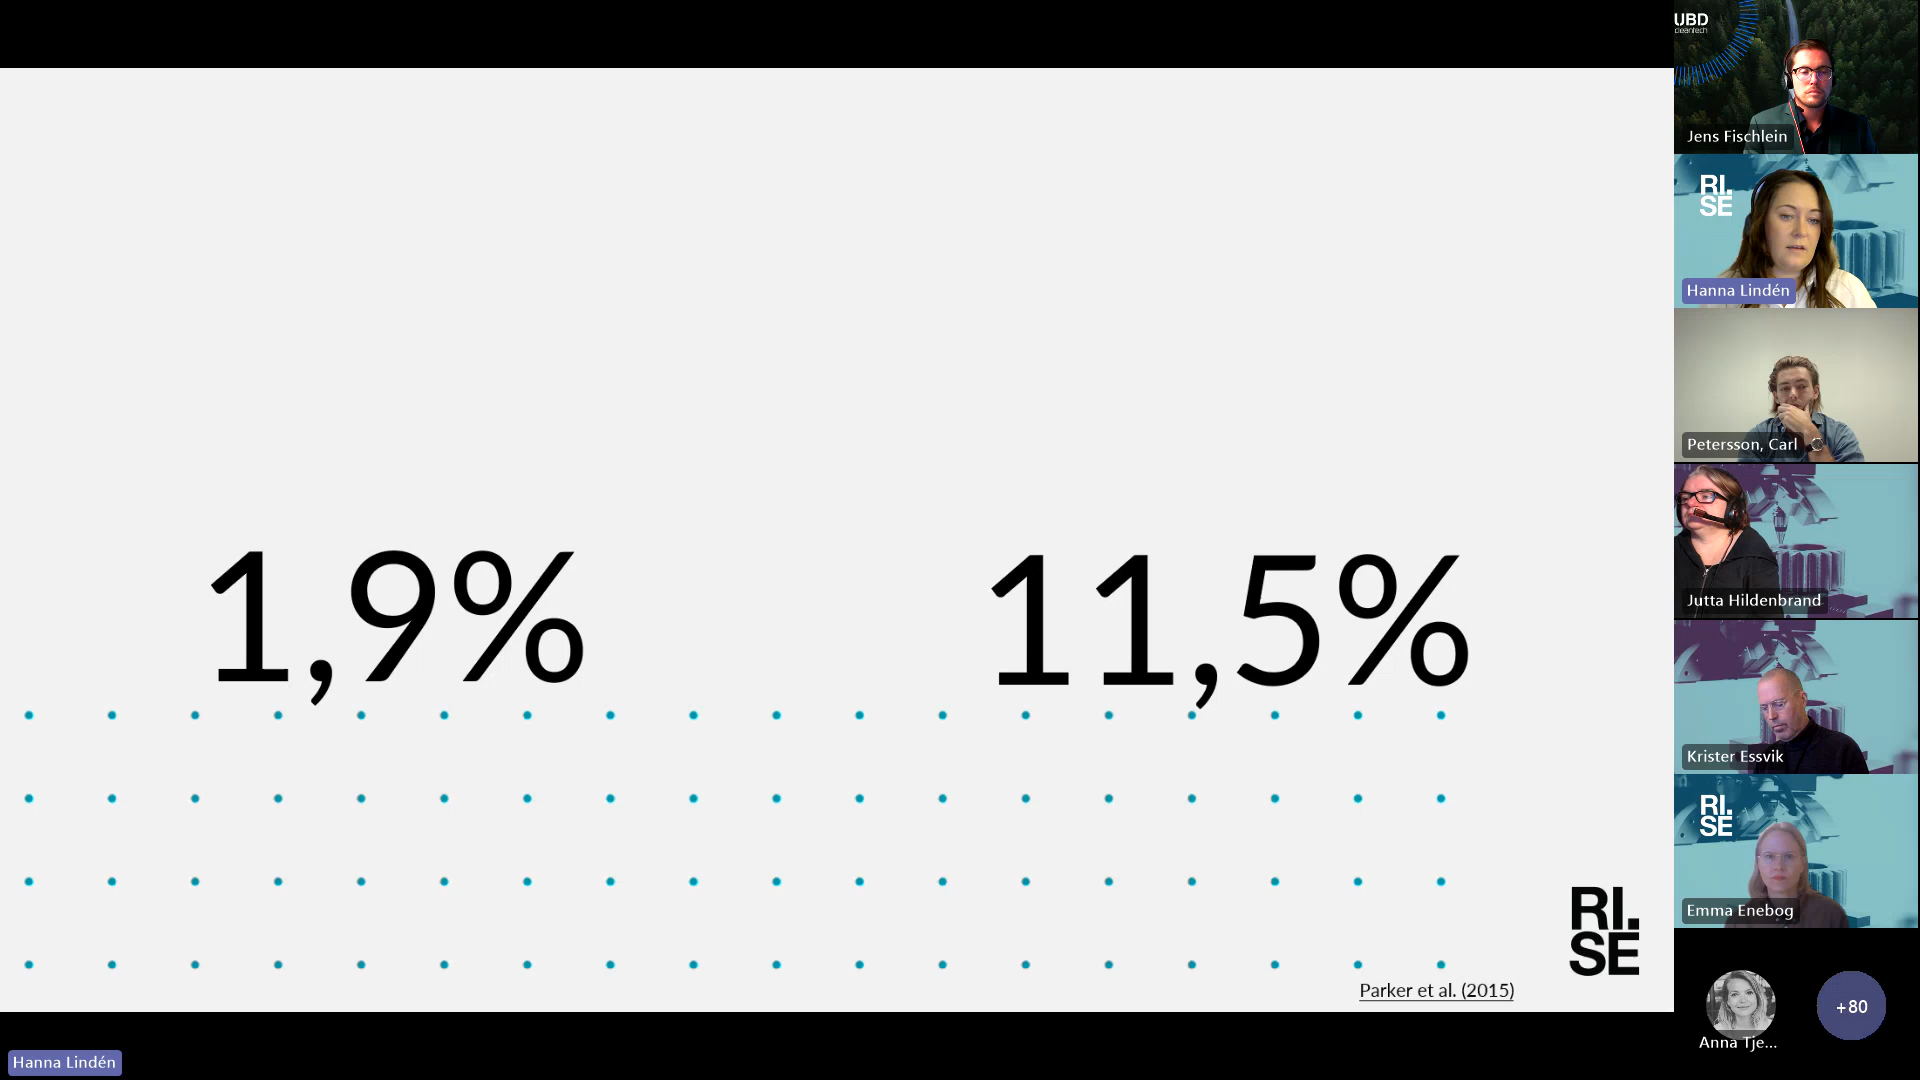 1,9%
11,5%
RI.
SE
Parker et al. (2015)
Hanna Lindén
UBD
cleantech
Jens Fischlein
RI.
SE
Hanna Lindén
Petersson, Carl
Jutta Hildenbrand
Krister Essvik
RI.
SE
Emma Enebog
Anna Tje...
+80